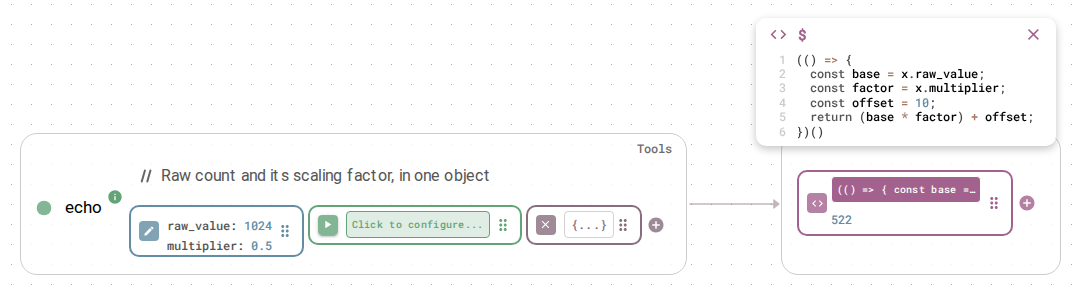 $
1 (() => {
2 const base = x.raw_value;
3 const factor = x.multiplier;
4 const offset = 10;
5 return (base * factor) + offset;
6 })()
Tools
// Raw count and its scaling factor, in one object
echo
raw_value: 1024
multiplier: 0.5
Click to configure...
{...}
(() => { const base =…
522